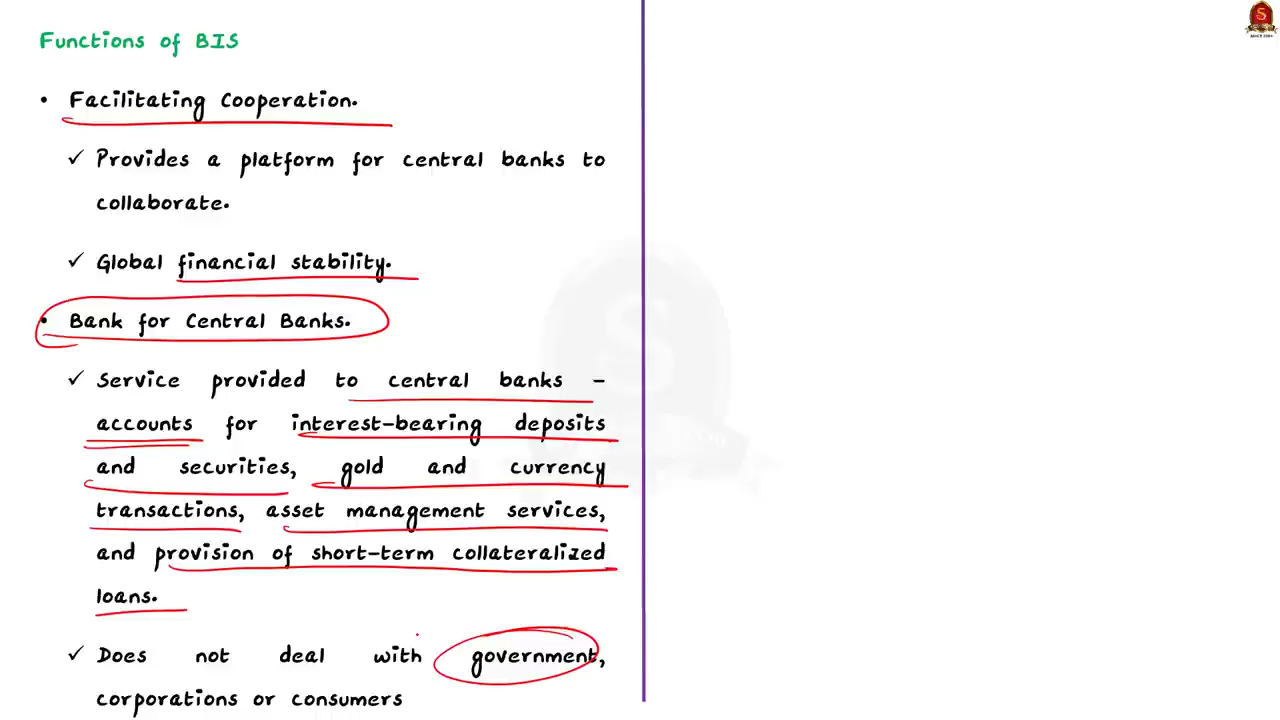 Functions of BIS
• Facilitating Cooperation.
✓ Provides a platform for central banks to
collaborate.
✓ Global financial stability.
• Bank for Central Banks.
✓ Service provided to central banks –
accounts for interest-bearing deposits
and securities, gold and currency
transactions, asset management services,
and provision of short-term collateralized
loans.
✓ Does not deal with government,
corporations or consumers